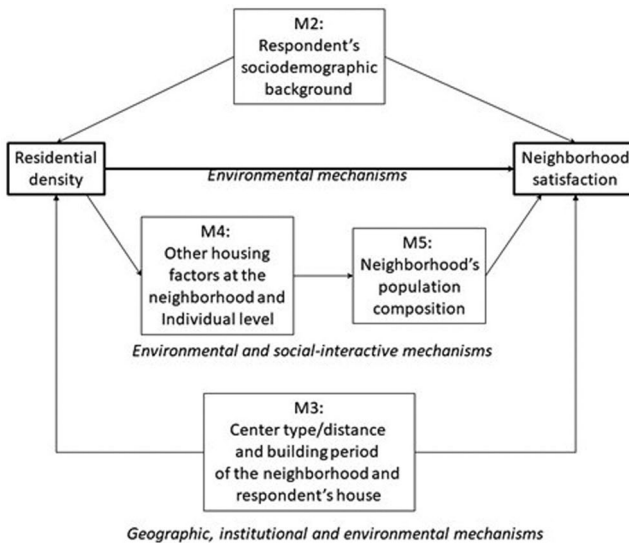 M2:
Respondent's
sociodemographic
background
Residential
density
Environmental mechanisms
Neighborhood
satisfaction
M4:
Other housing
factors at the
neighborhood and
Individual level
M5:
Neighborhood's
population
composition
Environmental and social-interactive mechanisms
M3:
Center type/distance
and building period
of the neighborhood and
respondent's house
Geographic, institutional and environmental mechanisms